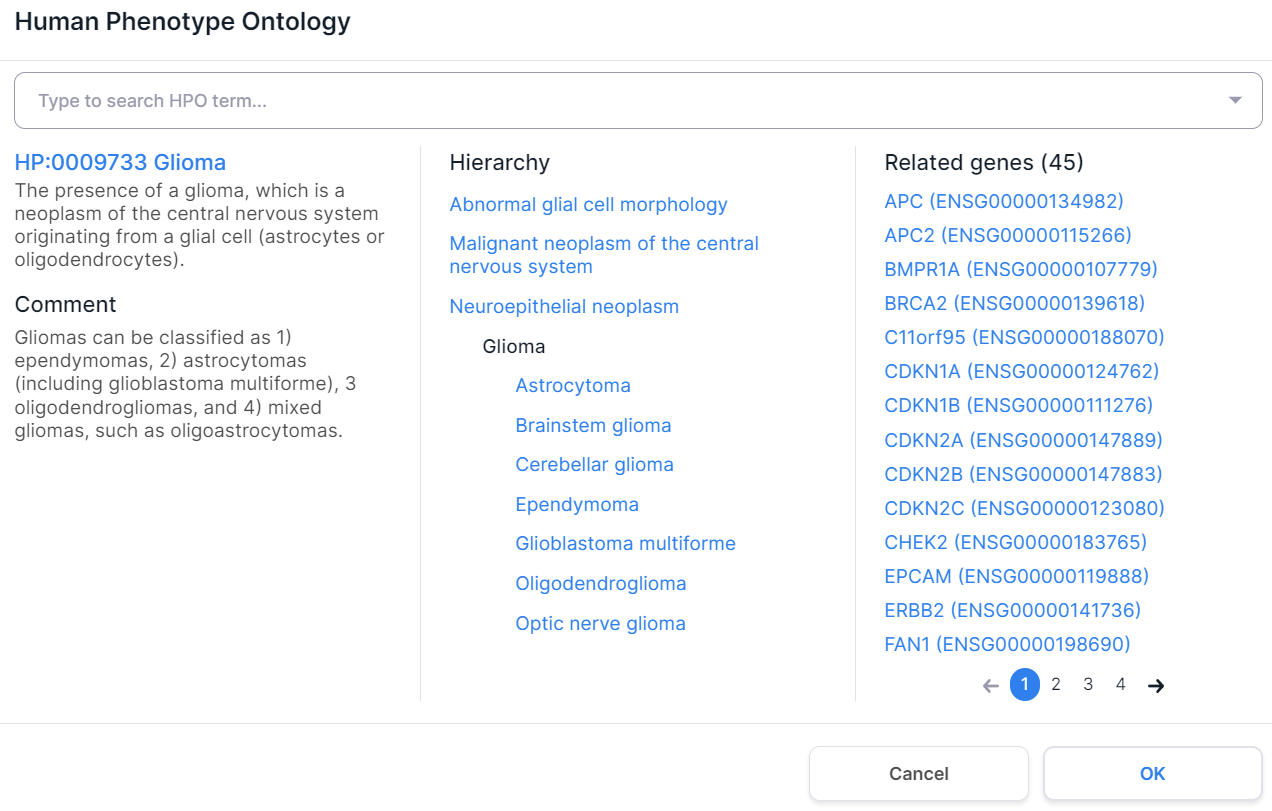 Human Phenotype Ontology
Type to search HPO term...
HP:0009733 Glioma
The presence of a glioma, which is a
neoplasm of the central nervous system
originating from a glial cell (astrocytes or
oligodendrocytes).
Comment
Gliomas can be classified as 1)
ependymomas, 2) astrocytomas
(including glioblastoma multiforme), 3
oligodendrogliomas, and 4) mixed
gliomas, such as oligoastrocytomas.
Hierarchy
Abnormal glial cell morphology
Malignant neoplasm of the central
nervous system
Neuroepithelial neoplasm
Glioma
Astrocytoma
Brainstem glioma
Cerebellar glioma
Ependymoma
Glioblastoma multiforme
Oligodendroglioma
Optic nerve glioma
Related genes (45)
APC (ENSG00000134982)
APC2 (ENSG00000115266)
BMPR1A (ENSG00000107779)
BRCA2 (ENSG00000139618)
C11orf95 (ENSG00000188070)
CDKN1A (ENSG00000124762)
CDKN1B (ENSG00000111276)
CDKN2A (ENSG00000147889)
CDKN2B (ENSG00000147883)
CDKN2C (ENSG00000123080)
CHEK2 (ENSG00000183765)
EPCAM (ENSG00000119888)
ERBB2 (ENSG00000141736)
FAN1 (ENSG00000198690)
← 1 2 3 4 →
Cancel OK